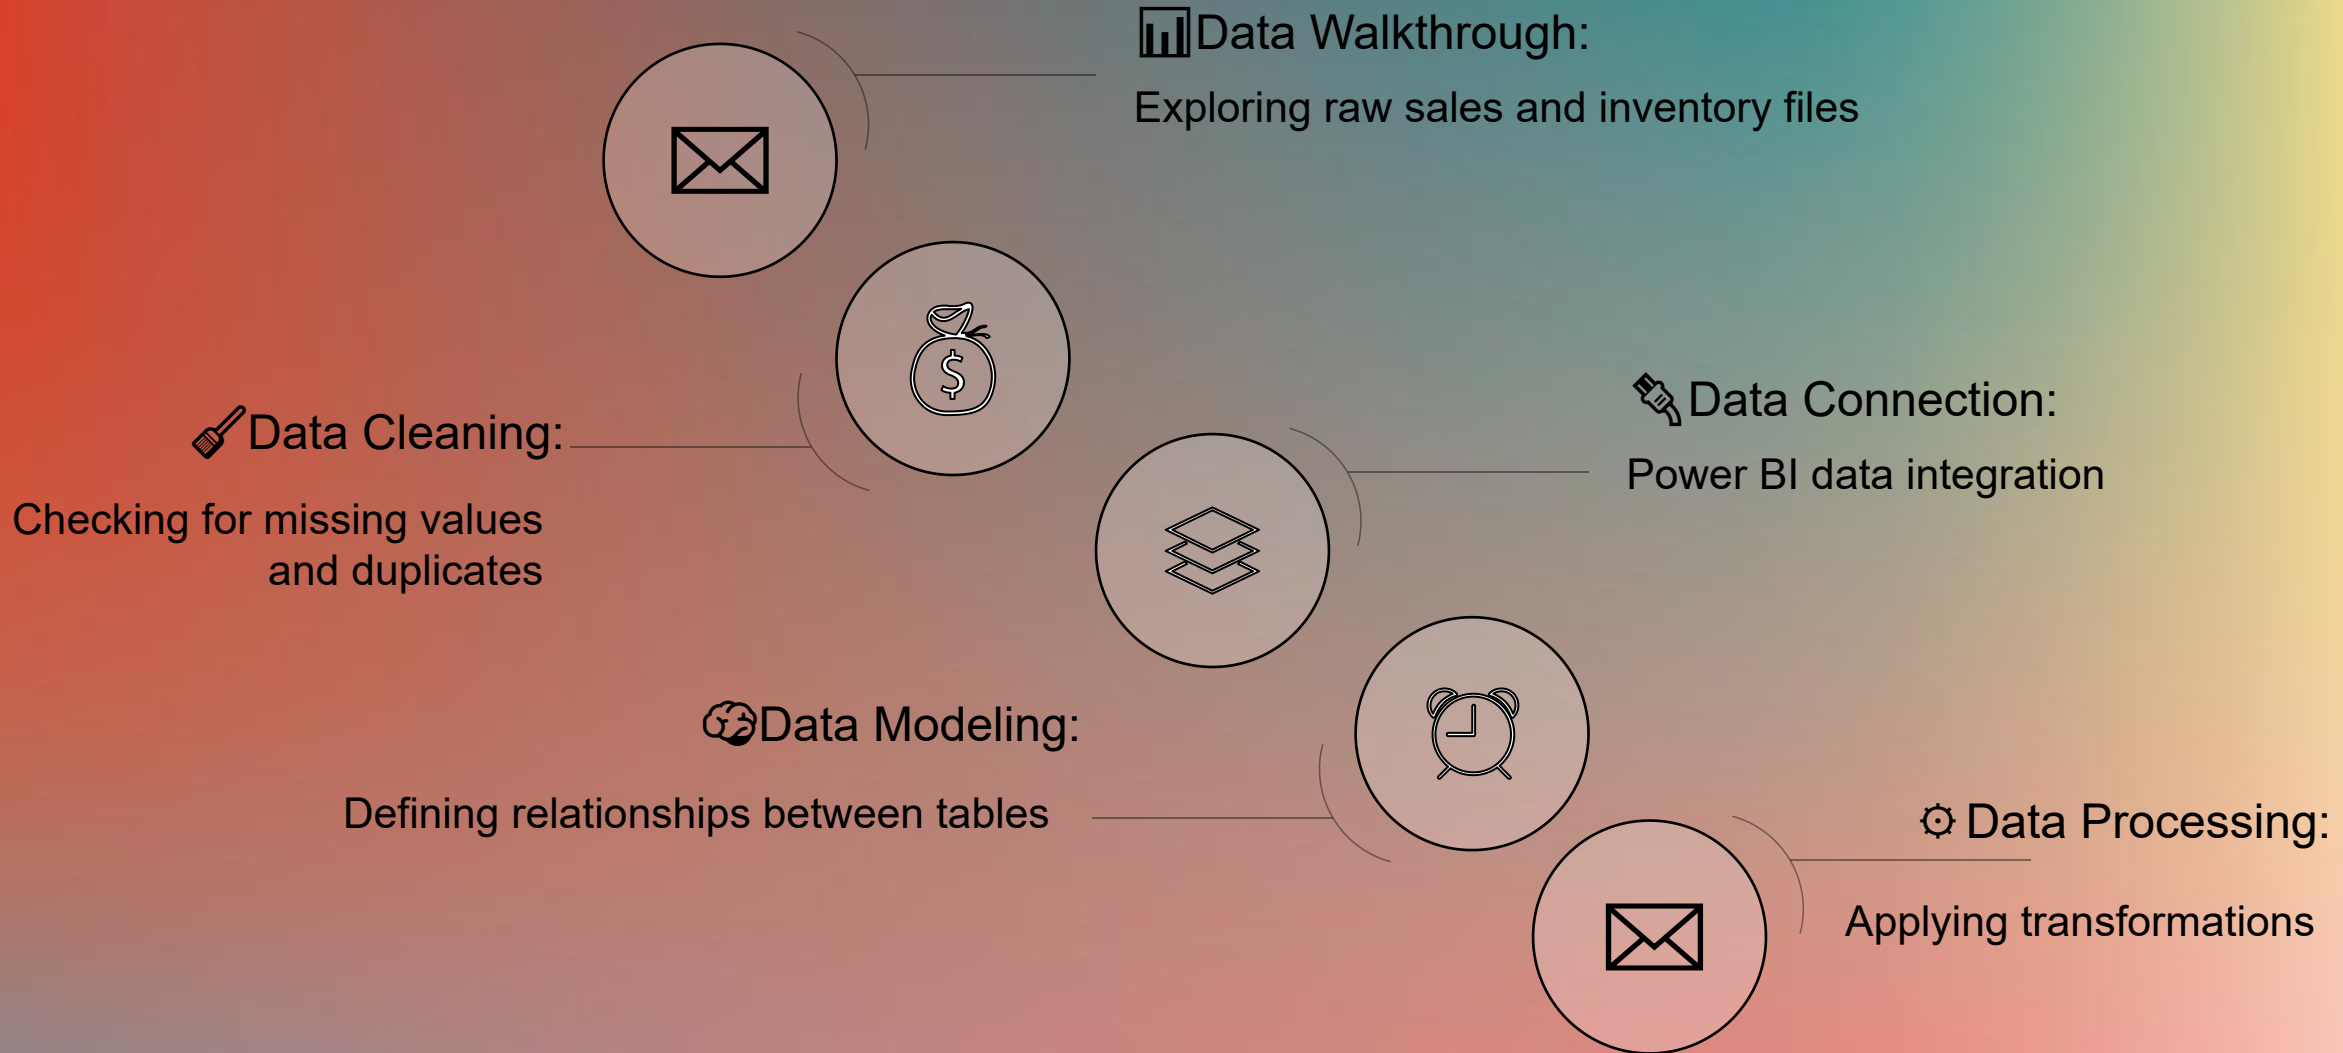 📊Data Walkthrough:
Exploring raw sales and inventory files
🧹Data Cleaning:
Checking for missing values
and duplicates
🔌Data Connection:
Power BI data integration
🧠Data Modeling:
Defining relationships between tables
⚙ Data Processing:
Applying transformations
$